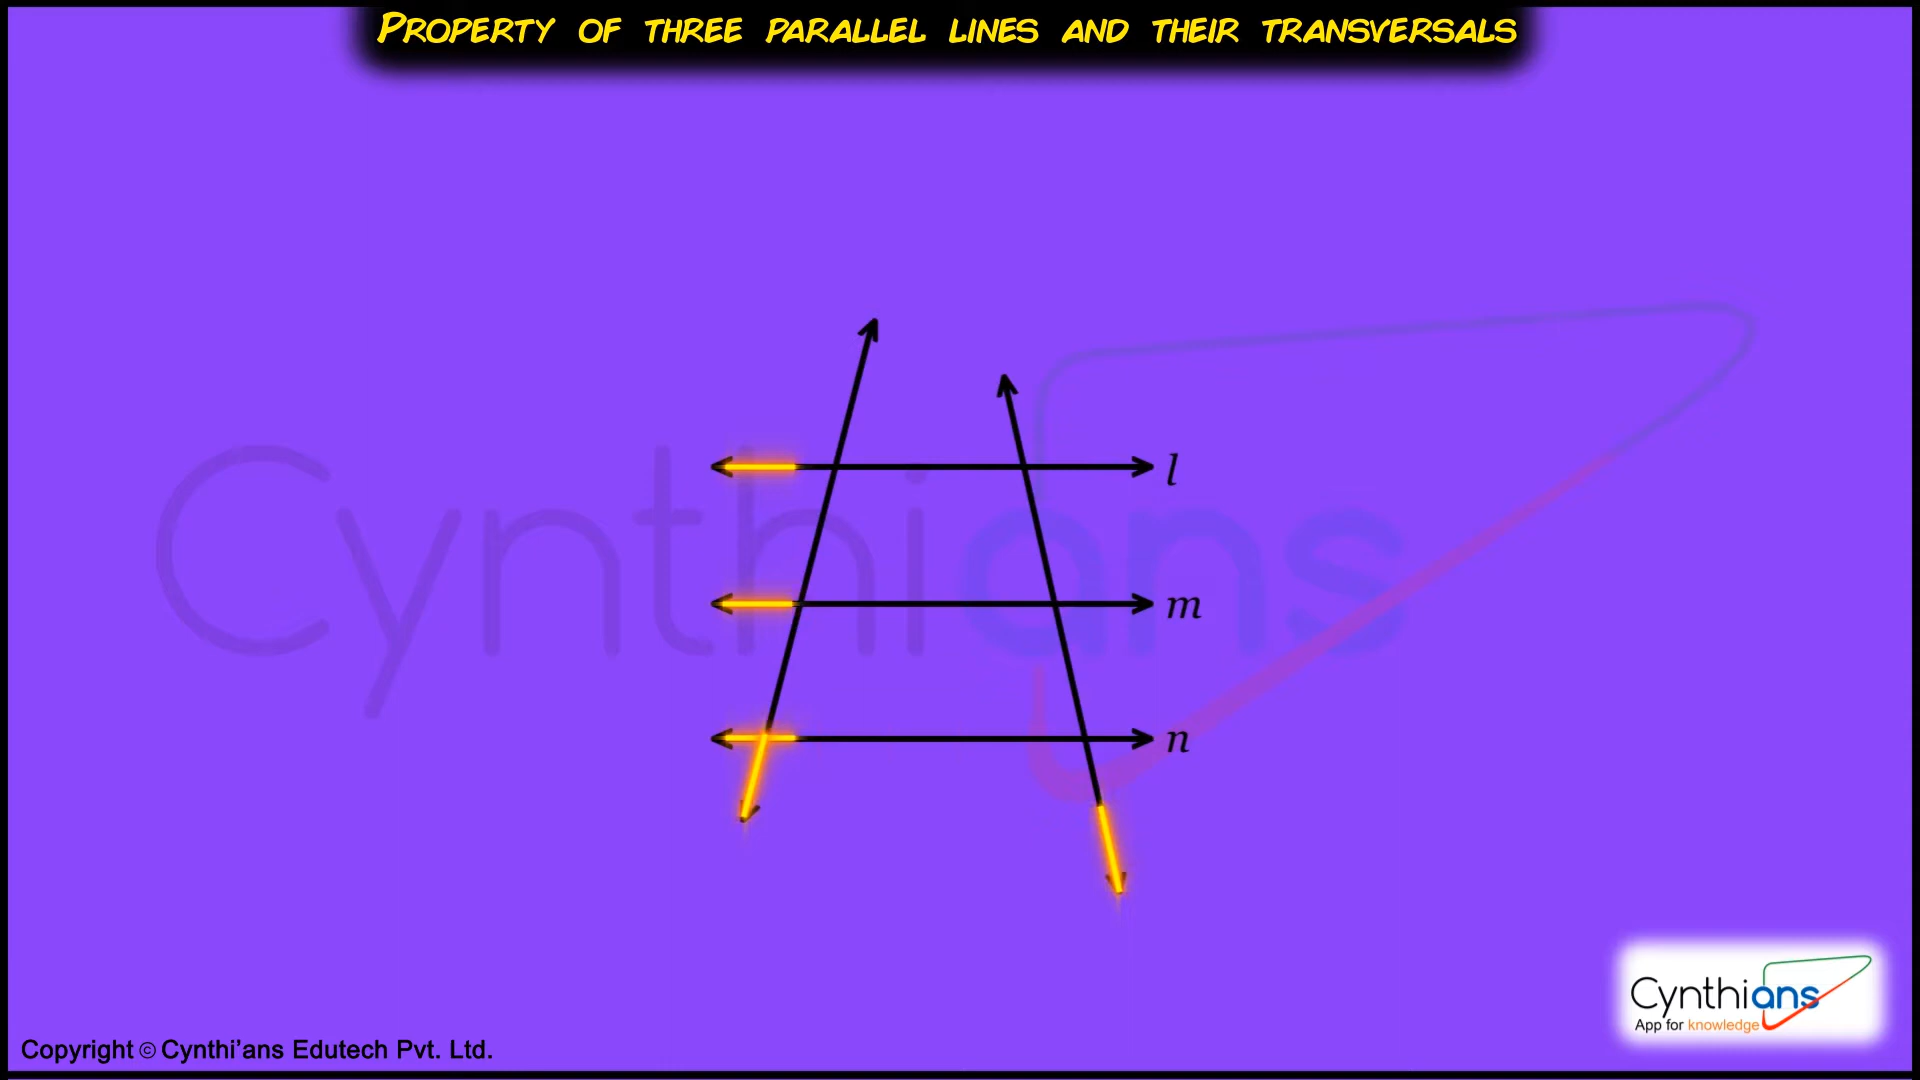 Property of three parallel lines and their transversals
l
Cynthians
m
n
Cynthians
App for knowledge
Copyright © Cynthi'ans Edutech Pvt. Ltd.